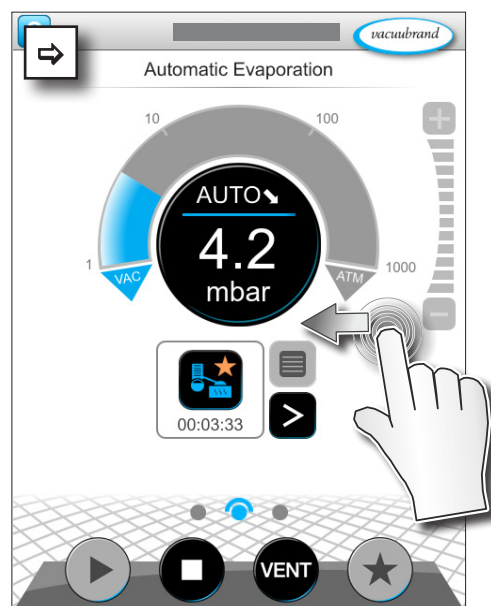 vacuubrand
Automatic Evaporation
10
100
AUTO
4.2
mbar
1
VAC
ATM
1000
00:03:33
VENT